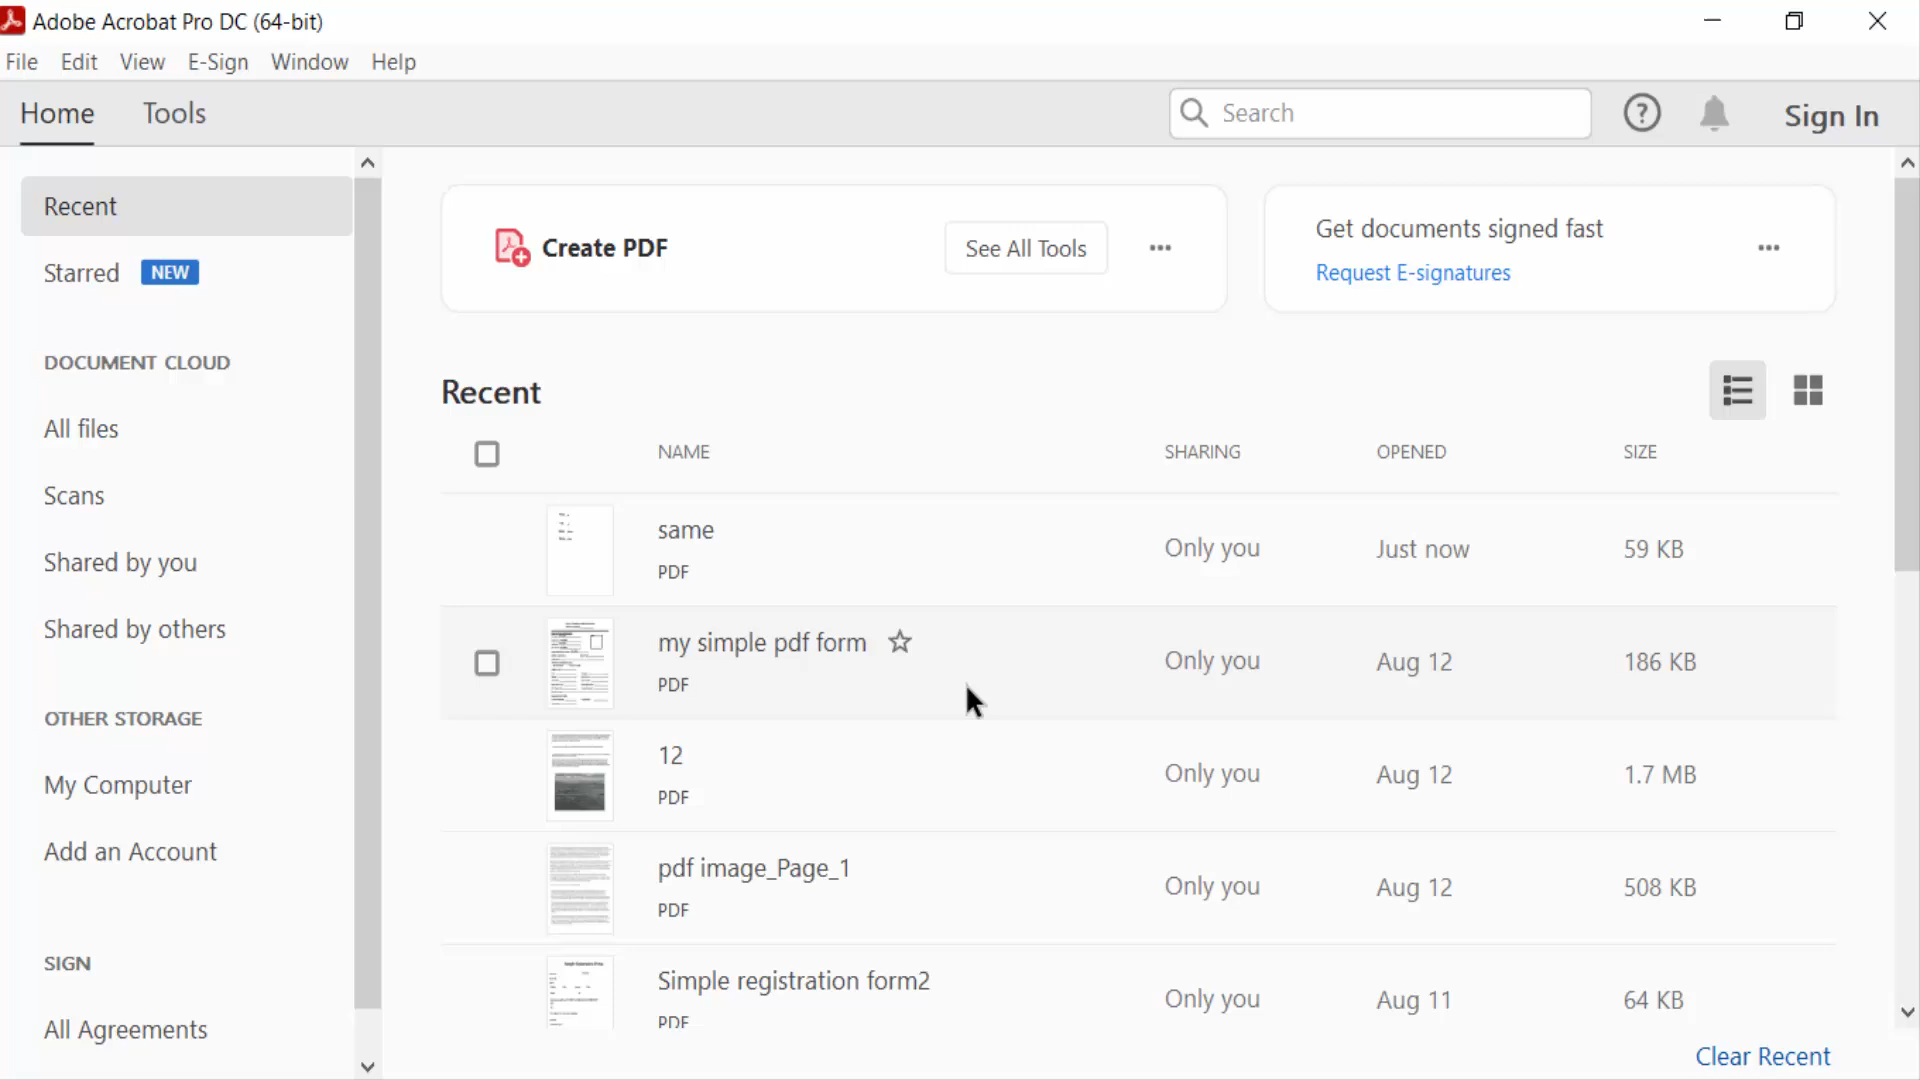 Adobe Acrobat Pro DC (64-bit)
File Edit View E-Sign Window Help
Home Tools Search Sign In
Recent
Starred NEW
DOCUMENT CLOUD
All files
Scans
Shared by you
Shared by others
OTHER STORAGE
My Computer
Add an Account
SIGN
All Agreements
Create PDF See All Tools
Get documents signed fast
Request E-signatures
Recent
NAME SHARING OPENED SIZE
same
PDF
Only you Just now 59 KB
my simple pdf form
PDF
Only you Aug 12 186 KB
12
PDF
Only you Aug 12 1.7 MB
pdf image_Page_1
PDF
Only you Aug 12 508 KB
Simple registration form2
PDF
Only you Aug 11 64 KB
Clear Recent